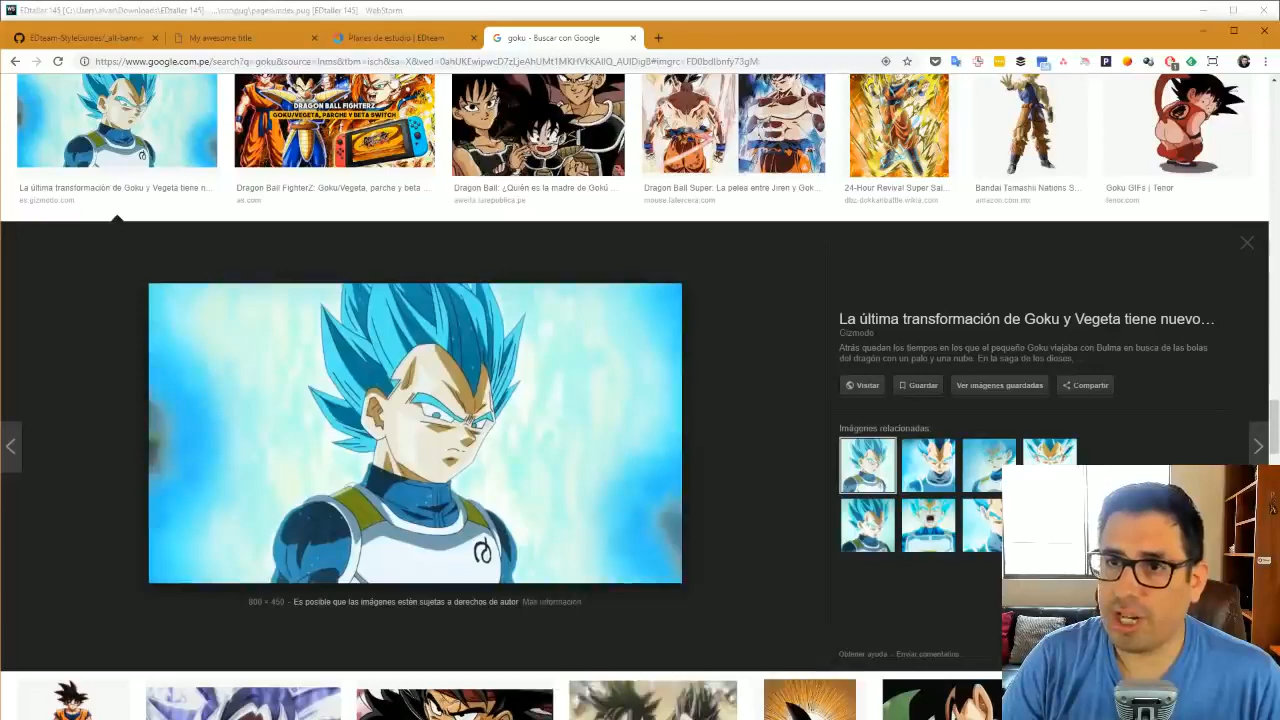 EDtaller 145 [C:\Users\
WebStorm
EDteam-StyleGuides/_alt-banne
My awesome title
Planes de estudio | EDteam
goku - Buscar con Google
DRAGON BALL FIGHTERZ
GOKU/VEGETA, PARCHE Y BETA SWITCH
La última transformación de Goku y Vegeta tiene n...
Dragon Ball FighterZ: Goku/Vegeta, parche y beta ...
Dragon Ball: ¿Quién es la madre de Gokú ...
Dragon Ball Super: La pelea entre Jiren y Gok...
24-Hour Revival Super Sai...
Bandai Tamashii Nations S...
Goku GIFs | Tenor
es.gizmodo.com
as.com
mouse.latercera.com
amazon.com.mx
tenor.com
La última transformación de Goku y Vegeta tiene nuevo...
Gizmodo
Atrás quedan los tiempos en los que el pequeño Goku viajaba con Bulma en busca de las bolas
del dragón con un palo y una nube. En la saga de los dioses, ...
Visitar
Guardar
Ver imágenes guardadas
Compartir
Imágenes relacionadas:
800 × 450 - Es posible que las imágenes estén sujetas a derechos de autor Más información
Obtener ayuda - Enviar comentarios